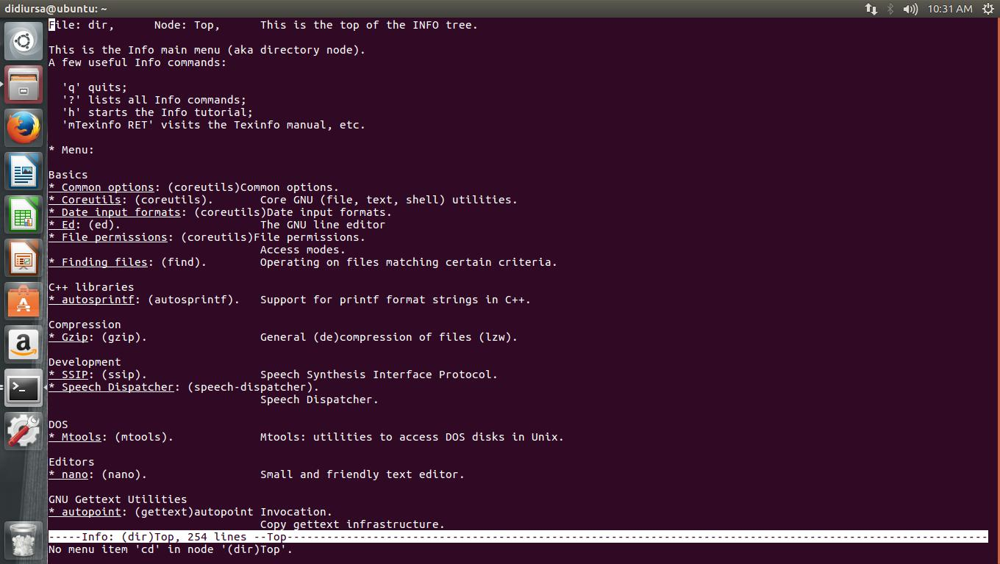 didiursa@ubuntu: ~
10:31 AM
File: dir,      Node: Top,      This is the top of the INFO tree.
This is the Info main menu (aka directory node).
A few useful Info commands:
'q' quits;
'?' lists all Info commands;
'h' starts the Info tutorial;
'mTexinfo RET' visits the Texinfo manual, etc.
* Menu:
Basics
* Common options: (coreutils)Common options.
* Coreutils: (coreutils).       Core GNU (file, text, shell) utilities.
* Date input formats: (coreutils)Date input formats.
* Ed: (ed).                     The GNU line editor
* File permissions: (coreutils)File permissions.
Access modes.
* Finding files: (find).        Operating on files matching certain criteria.
C++ libraries
* autosprintf: (autosprintf).   Support for printf format strings in C++.
Compression
* Gzip: (gzip).                 General (de)compression of files (lzw).
Development
* SSIP: (ssip).                 Speech Synthesis Interface Protocol.
* Speech Dispatcher: (speech-dispatcher).
Speech Dispatcher.
DOS
* Mtools: (mtools).             Mtools: utilities to access DOS disks in Unix.
Editors
* nano: (nano).                 Small and friendly text editor.
GNU Gettext Utilities
* autopoint: (gettext)autopoint Invocation.
Copy gettext infrastructure.
-----Info: (dir)Top, 254 lines --Top----------------------------------------------------------------------------------------------------------
No menu item 'cd' in node '(dir)Top'.